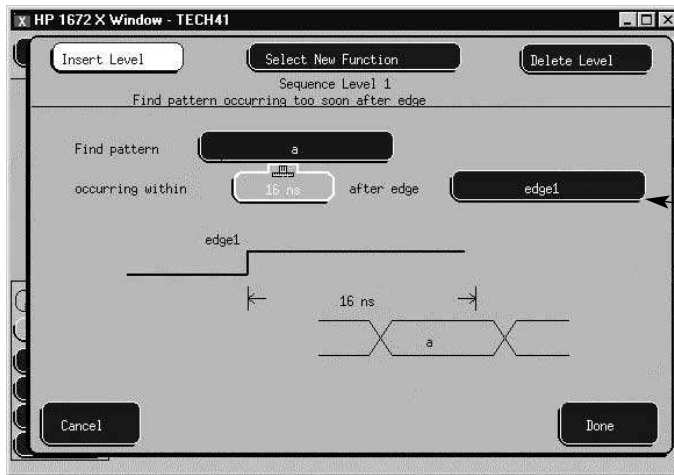 X HP 1672 X Window - TECH41
Insert Level
Select New Function
Delete Level
Sequence Level 1
Find pattern occurring too soon after edge
Find pattern
a
occurring within
16 ns
after edge
edge1
edge1
16 ns
a
Cancel
Done